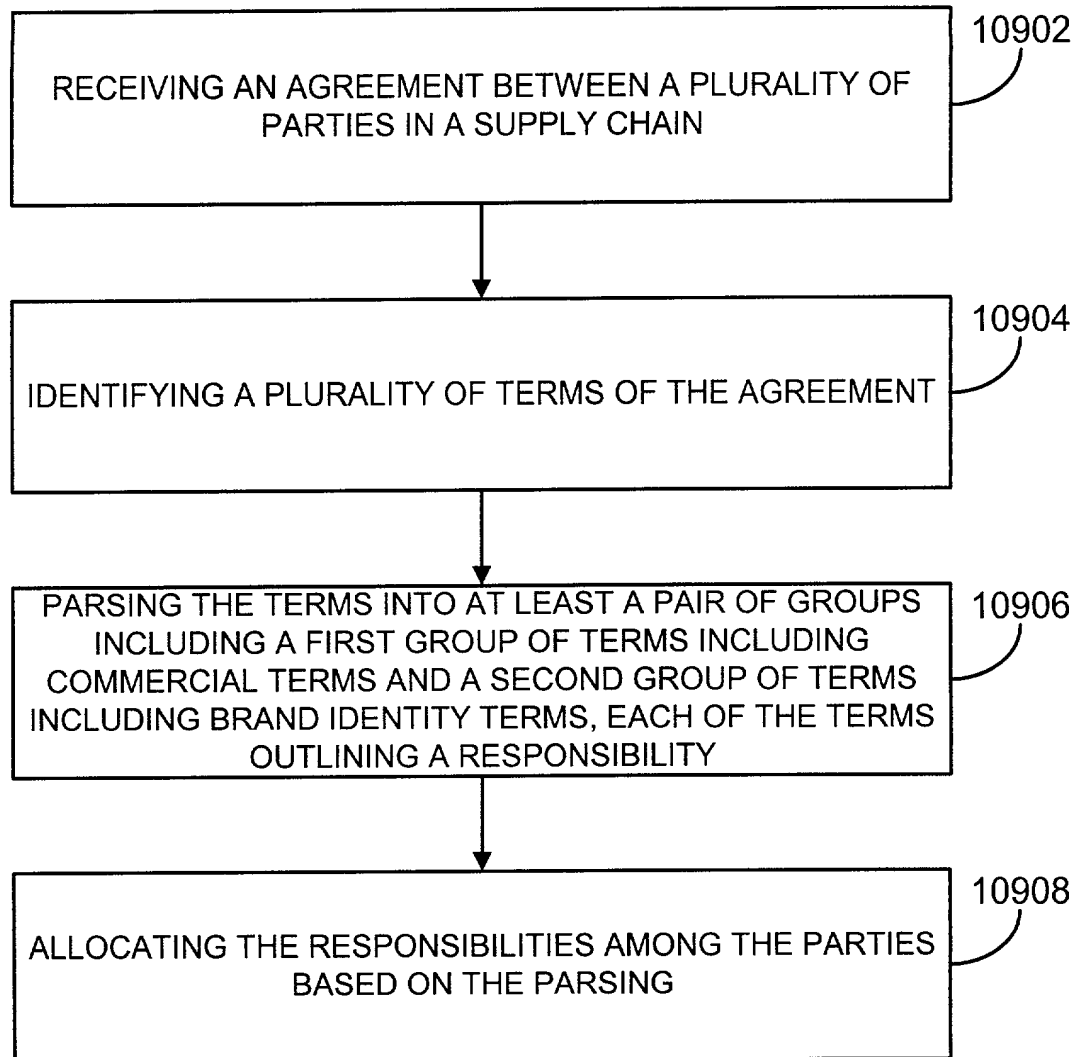 10902
RECEIVING AN AGREEMENT BETWEEN A PLURALITY OF
PARTIES IN A SUPPLY CHAIN
10904
IDENTIFYING A PLURALITY OF TERMS OF THE AGREEMENT
10906
PARSING THE TERMS INTO AT LEAST A PAIR OF GROUPS
INCLUDING A FIRST GROUP OF TERMS INCLUDING
COMMERCIAL TERMS AND A SECOND GROUP OF TERMS
INCLUDING BRAND IDENTITY TERMS, EACH OF THE TERMS
OUTLINING A RESPONSIBILITY
10908
ALLOCATING THE RESPONSIBILITIES AMONG THE PARTIES
BASED ON THE PARSING